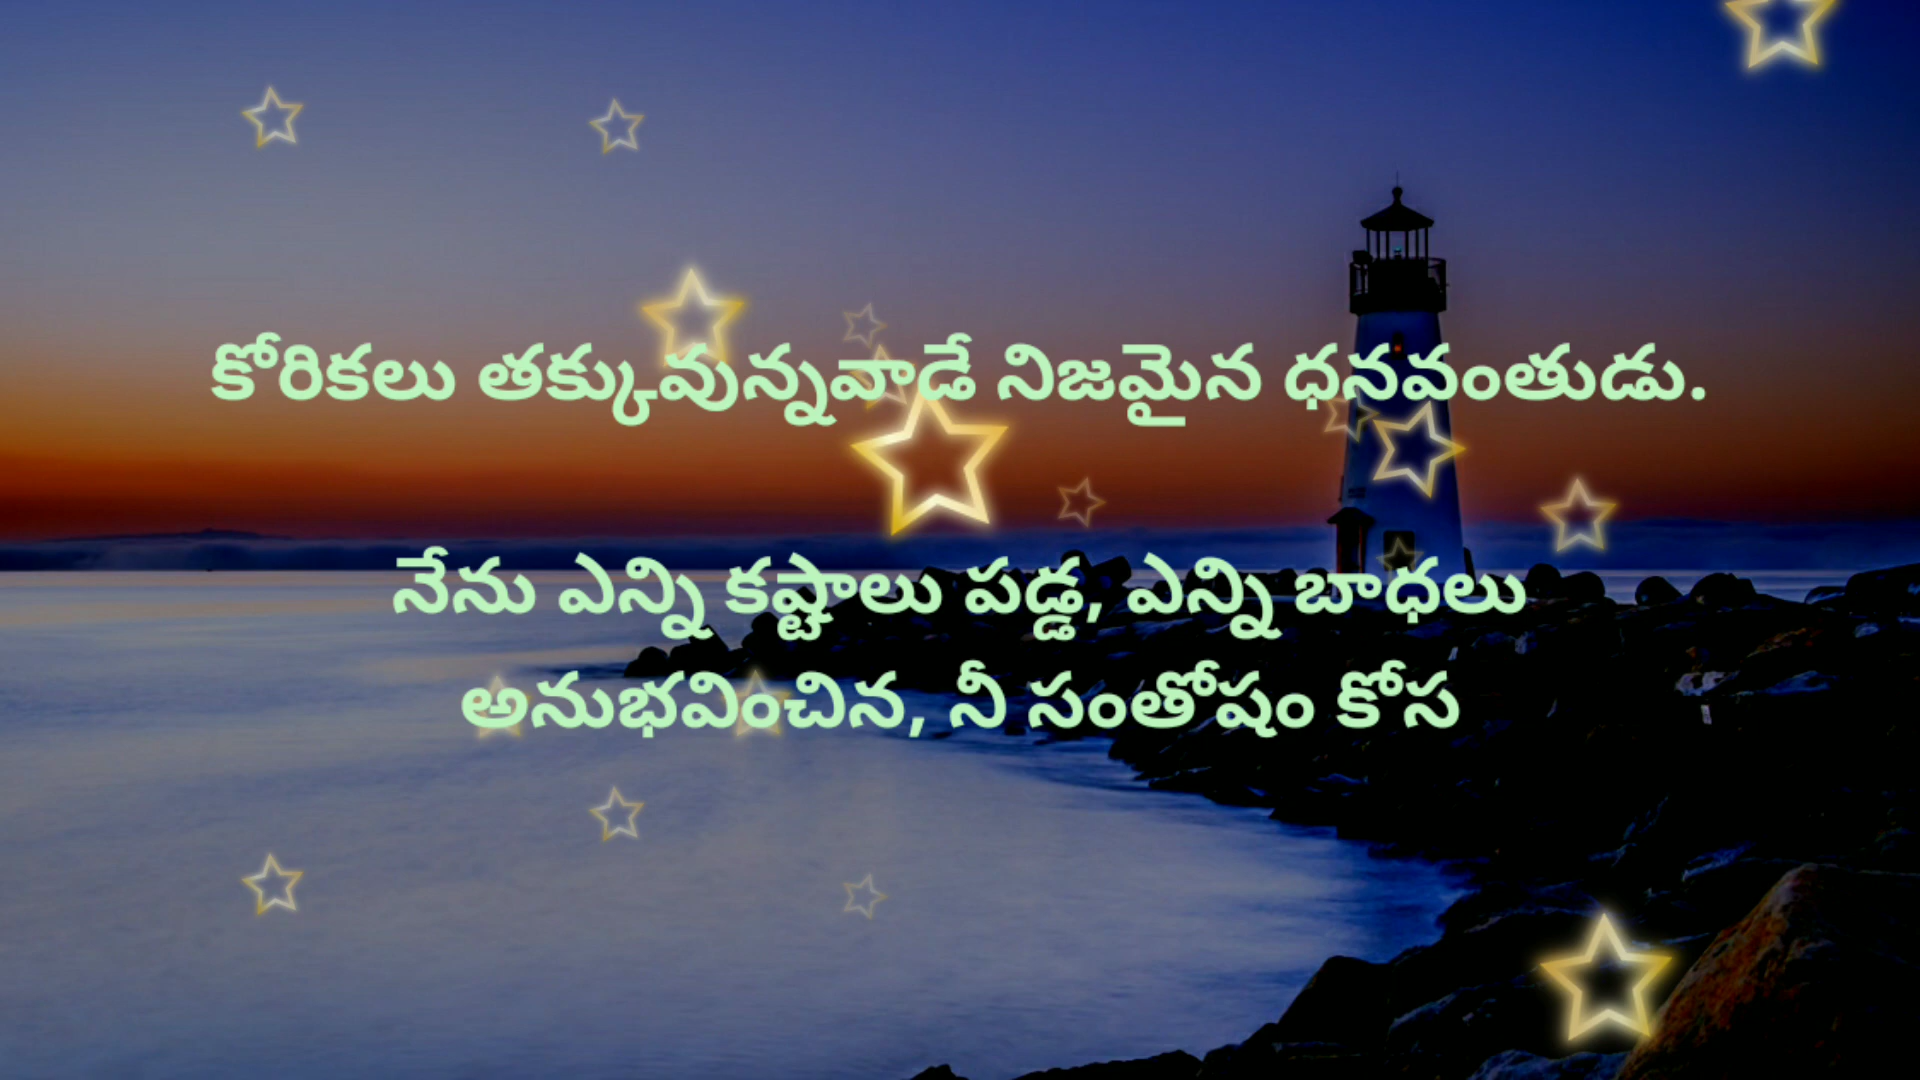 కోరికలు తక్కువున్నవాడే నిజమైన ధనవంతుడు.
నేను ఎన్ని కష్టాలు పడ్డ, ఎన్ని బాధలు
అనుభవించిన, నీ సంతోషం కోస